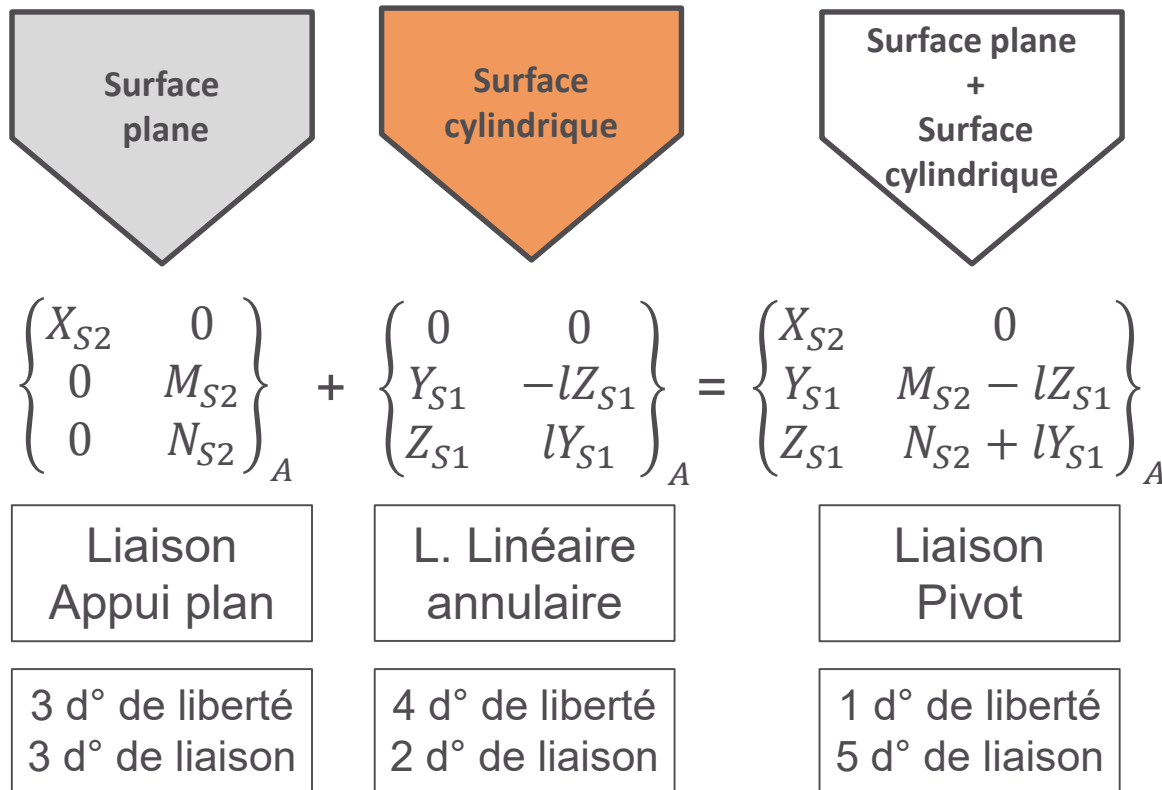 Surface
plane
Surface
cylindrique
Surface plane
+
Surface
cylindrique
{X_{S2} 0
0 M_{S2}
0 N_{S2}}_A
+
{0 0
Y_{S1} −lZ_{S1}
Z_{S1} lY_{S1}}_A
=
{X_{S2} 0
Y_{S1} M_{S2} − lZ_{S1}
Z_{S1} N_{S2} + lY_{S1}}_A
Liaison
Appui plan
L. Linéaire
annulaire
Liaison
Pivot
3 d° de liberté
3 d° de liaison
4 d° de liberté
2 d° de liaison
1 d° de liberté
5 d° de liaison